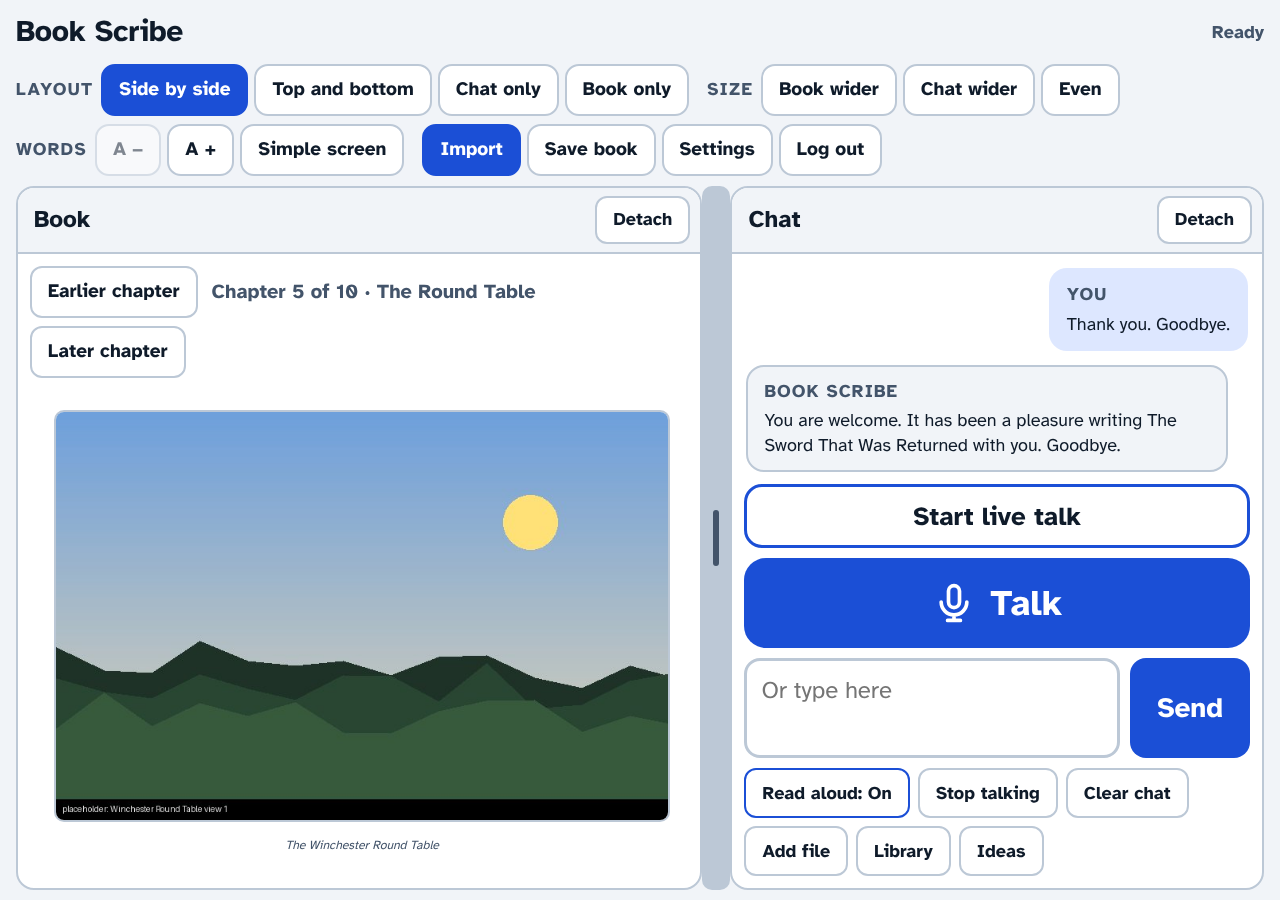 Book Scribe
Ready
LAYOUT Side by side Top and bottom Chat only Book only SIZE Book wider Chat wider Even
WORDS A − A + Simple screen Import Save book Settings Log out
Book Detach
Earlier chapter Chapter 5 of 10 · The Round Table
Later chapter
placeholder: Winchester Round Table view 1
The Winchester Round Table
Chat Detach
YOU
Thank you. Goodbye.
BOOK SCRIBE
You are welcome. It has been a pleasure writing The
Sword That Was Returned with you. Goodbye.
Start live talk
Talk
Or type here
Send
Read aloud: On Stop talking Clear chat
Add file Library Ideas